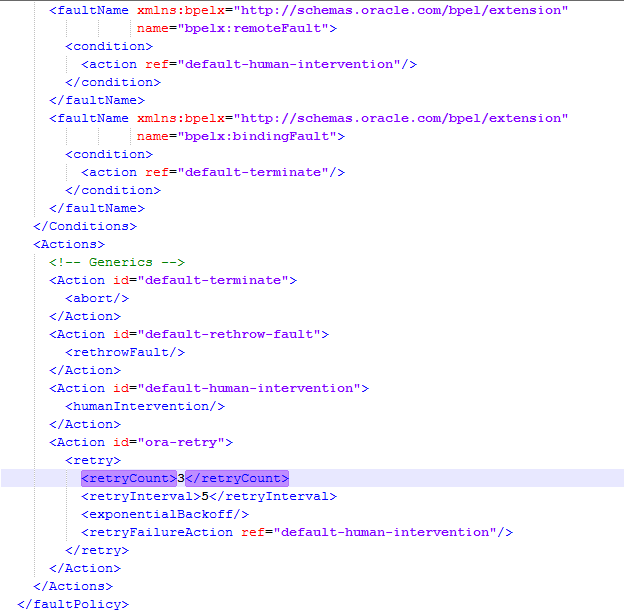 <faultName xmlns:bpelx="http://schemas.oracle.com/bpel/extension"
name="bpelx:remoteFault">
<condition>
<action ref="default-human-intervention"/>
</condition>
</faultName>
<faultName xmlns:bpelx="http://schemas.oracle.com/bpel/extension"
name="bpelx:bindingFault">
<condition>
<action ref="default-terminate"/>
</condition>
</faultName>
</Conditions>
<Actions>
<!-- Generics -->
<Action id="default-terminate">
<abort/>
</Action>
<Action id="default-rethrow-fault">
<rethrowFault/>
</Action>
<Action id="default-human-intervention">
<humanIntervention/>
</Action>
<Action id="ora-retry">
<retry>
<retryCount>3</retryCount>
<retryInterval>5</retryInterval>
<exponentialBackoff/>
<retryFailureAction ref="default-human-intervention"/>
</retry>
</Action>
</Actions>
</faultPolicy>